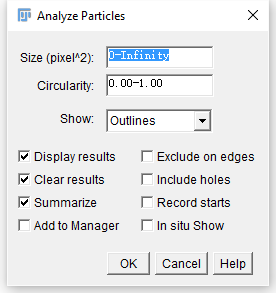 Analyze Particles
Size (pixel^2): 0-Infinity
Circularity: 0.00-1.00
Show: Outlines
Display results Exclude on edges
Clear results Include holes
Summarize Record starts
Add to Manager In situ Show
OK Cancel Help